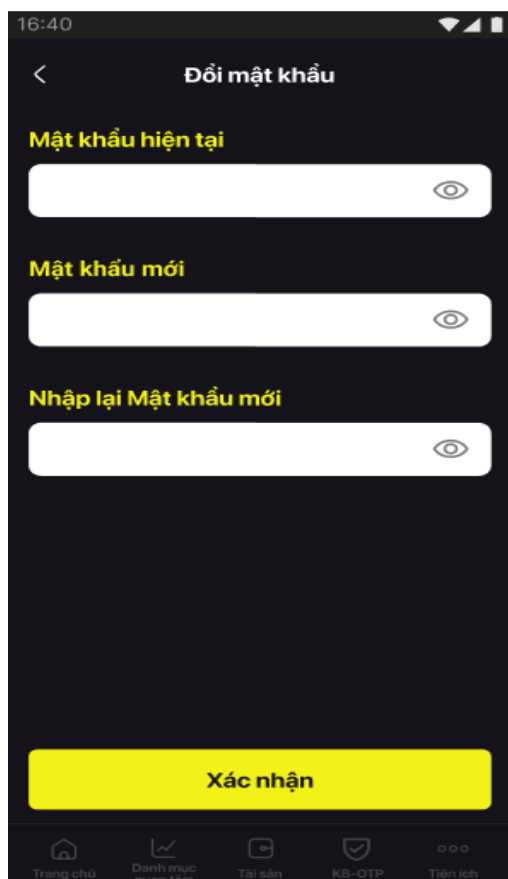 16:40
Đổi mật khẩu
Mật khẩu hiện tại
Mật khẩu mới
Nhập lại Mật khẩu mới
Xác nhận
Trang chủ
Danh mục
Tài sản
KB-OTP
Tiện ích